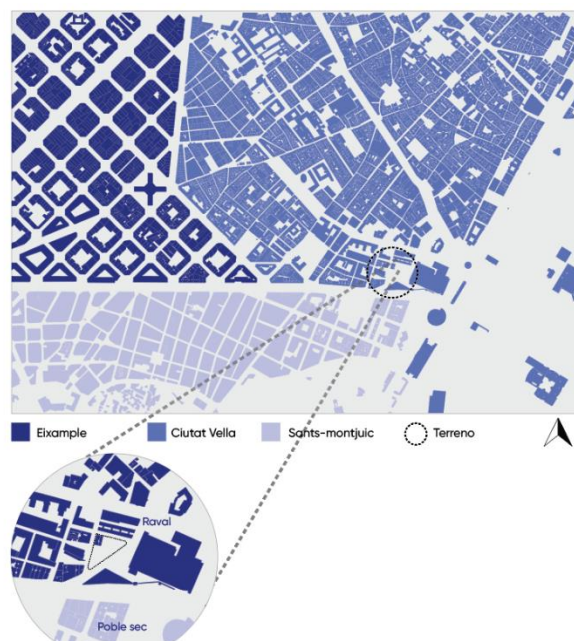 Eixample
Ciutat Vella
Sants-montjuic
Terreno
Raval
Poble sec